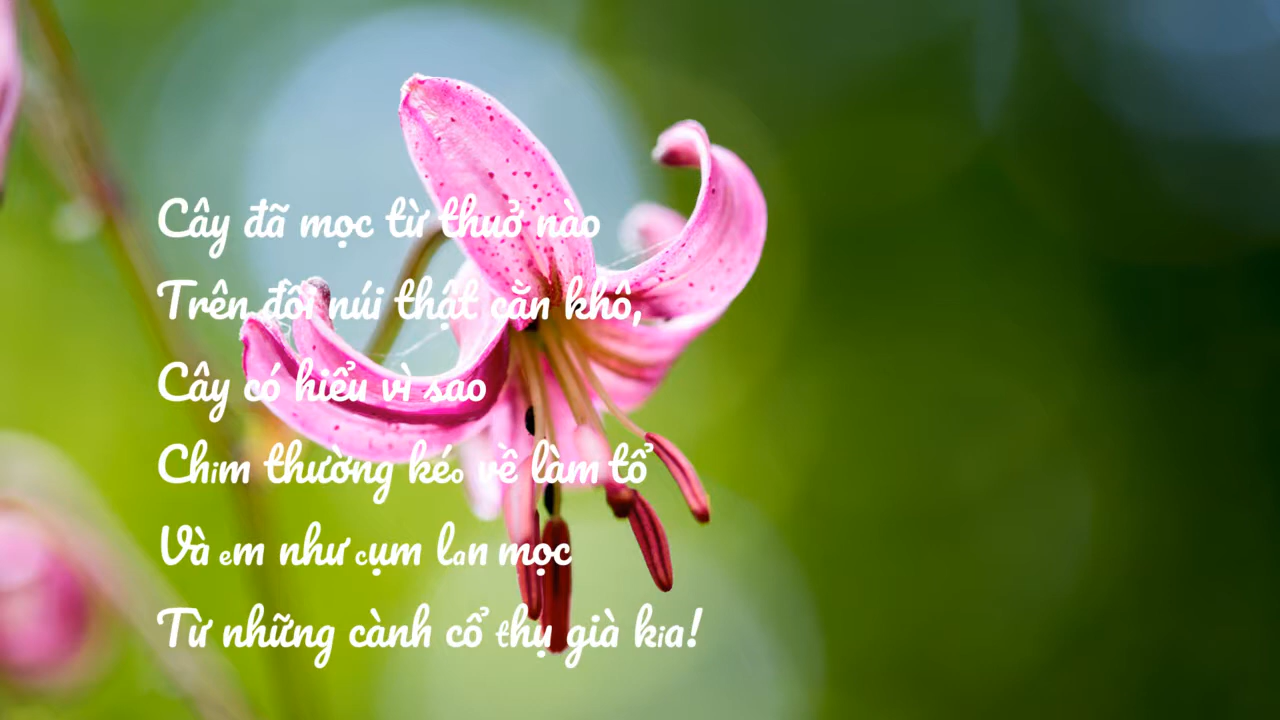 Cây đã mọc từ thuở nào
Trên đồi núi thật cằn khô,
Cây có hiểu vì sao
Chim thường kéo về làm tổ
Và em như cụm lan mọc
Từ những cành cổ thụ già kia!